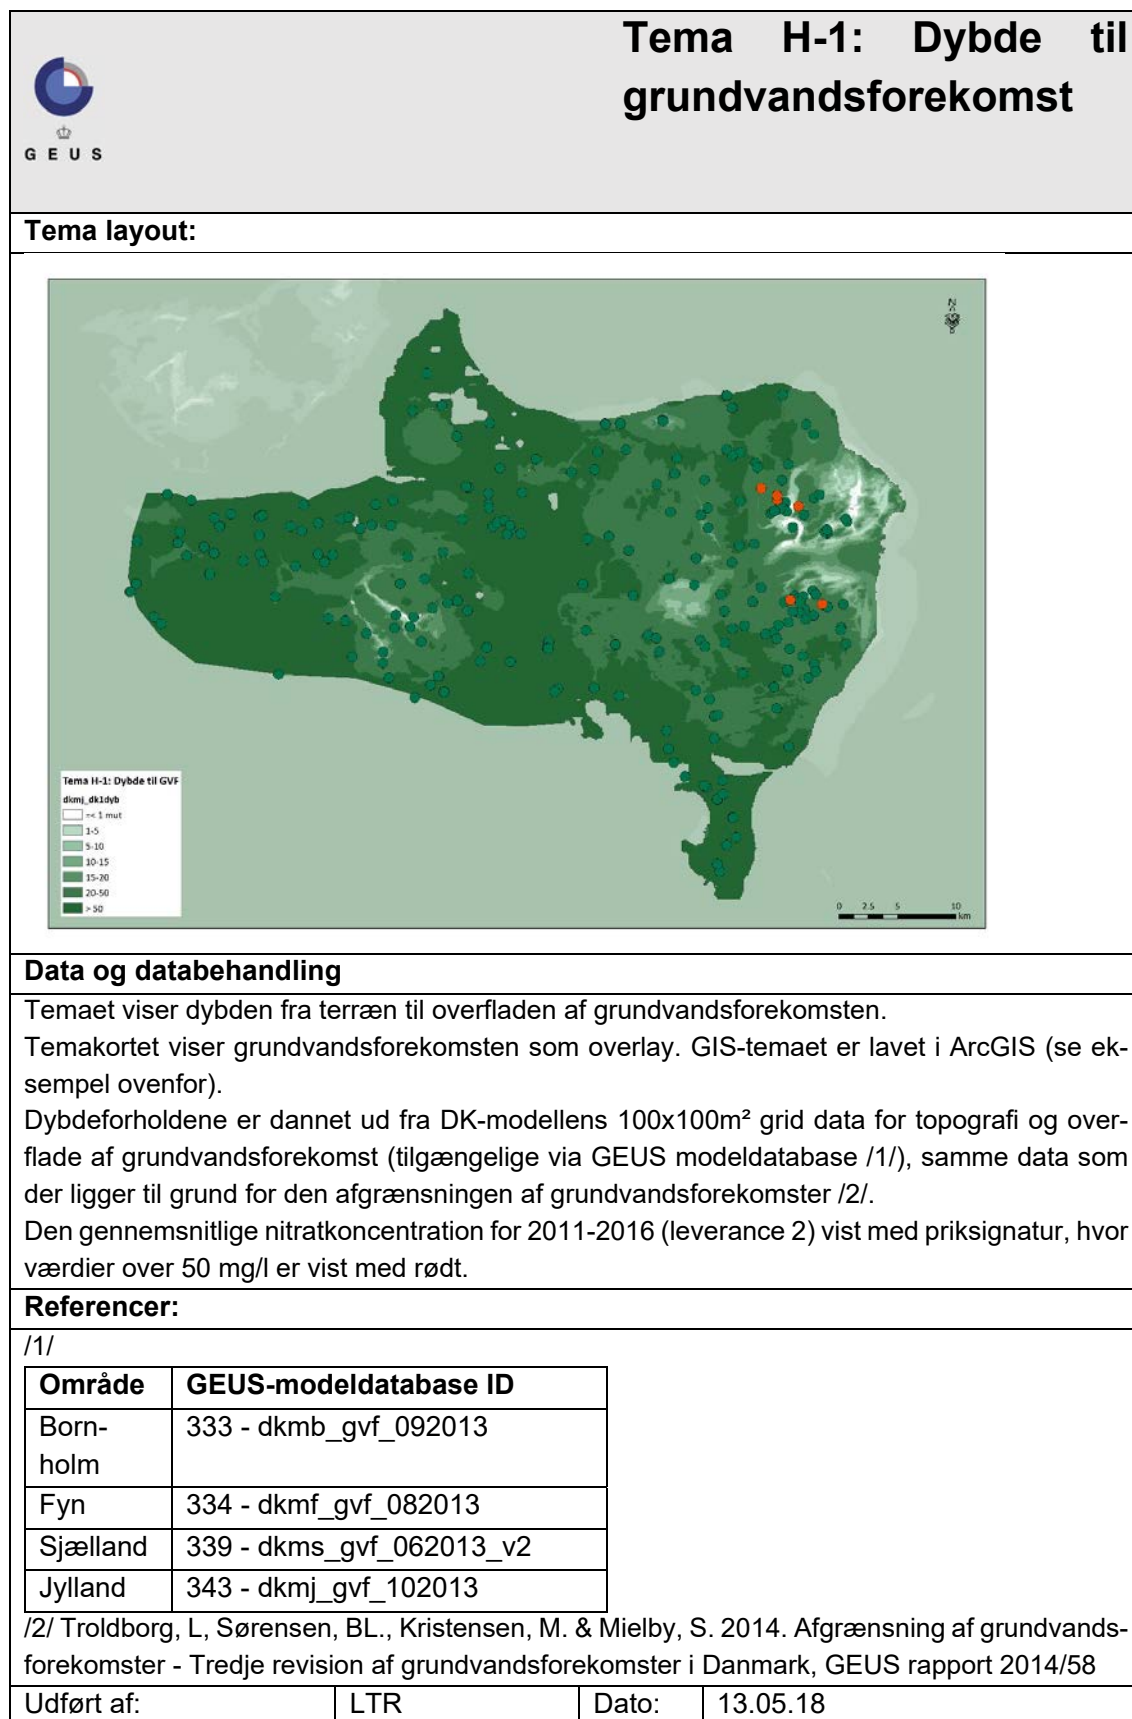 Tema H-1: Dybde til
grundvandsforekomst
G E U S
Tema layout:
N
Tema H-1: Dybde til GVF
dkmj_dk1dyb
=< 1 mut
1-5
5-10
10-15
15-20
20-50
> 50
0 2.5 5 10
km
Data og databehandling
Temaet viser dybden fra terræn til overfladen af grundvandsforekomsten.
Temakortet viser grundvandsforekomsten som overlay. GIS-temaet er lavet i ArcGIS (se ek-
sempel ovenfor).
Dybdeforholdene er dannet ud fra DK-modellens 100x100m² grid data for topografi og over-
flade af grundvandsforekomst (tilgængelige via GEUS modeldatabase /1/), samme data som
der ligger til grund for den afgrænsningen af grundvandsforekomster /2/.
Den gennemsnitlige nitratkoncentration for 2011-2016 (leverance 2) vist med priksignatur, hvor
værdier over 50 mg/l er vist med rødt.
Referencer:
/1/
Område GEUS-modeldatabase ID
Born- 333 - dkmb_gvf_092013
holm
Fyn 334 - dkmf_gvf_082013
Sjælland 339 - dkms_gvf_062013_v2
Jylland 343 - dkmj_gvf_102013
/2/ Troldborg, L, Sørensen, BL., Kristensen, M. & Mielby, S. 2014. Afgrænsning af grundvands-
forekomster - Tredje revision af grundvandsforekomster i Danmark, GEUS rapport 2014/58
Udført af: LTR Dato: 13.05.18